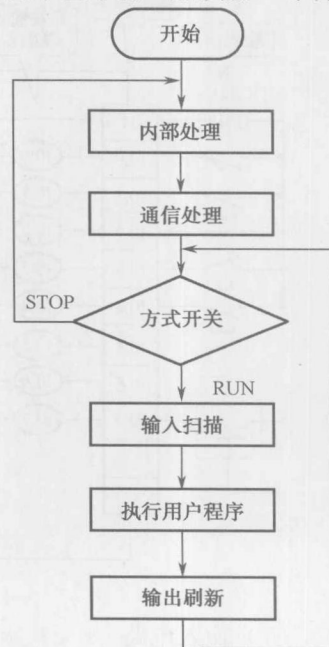 开始
内部处理
通信处理
STOP
方式开关
RUN
输入扫描
执行用户程序
输出刷新